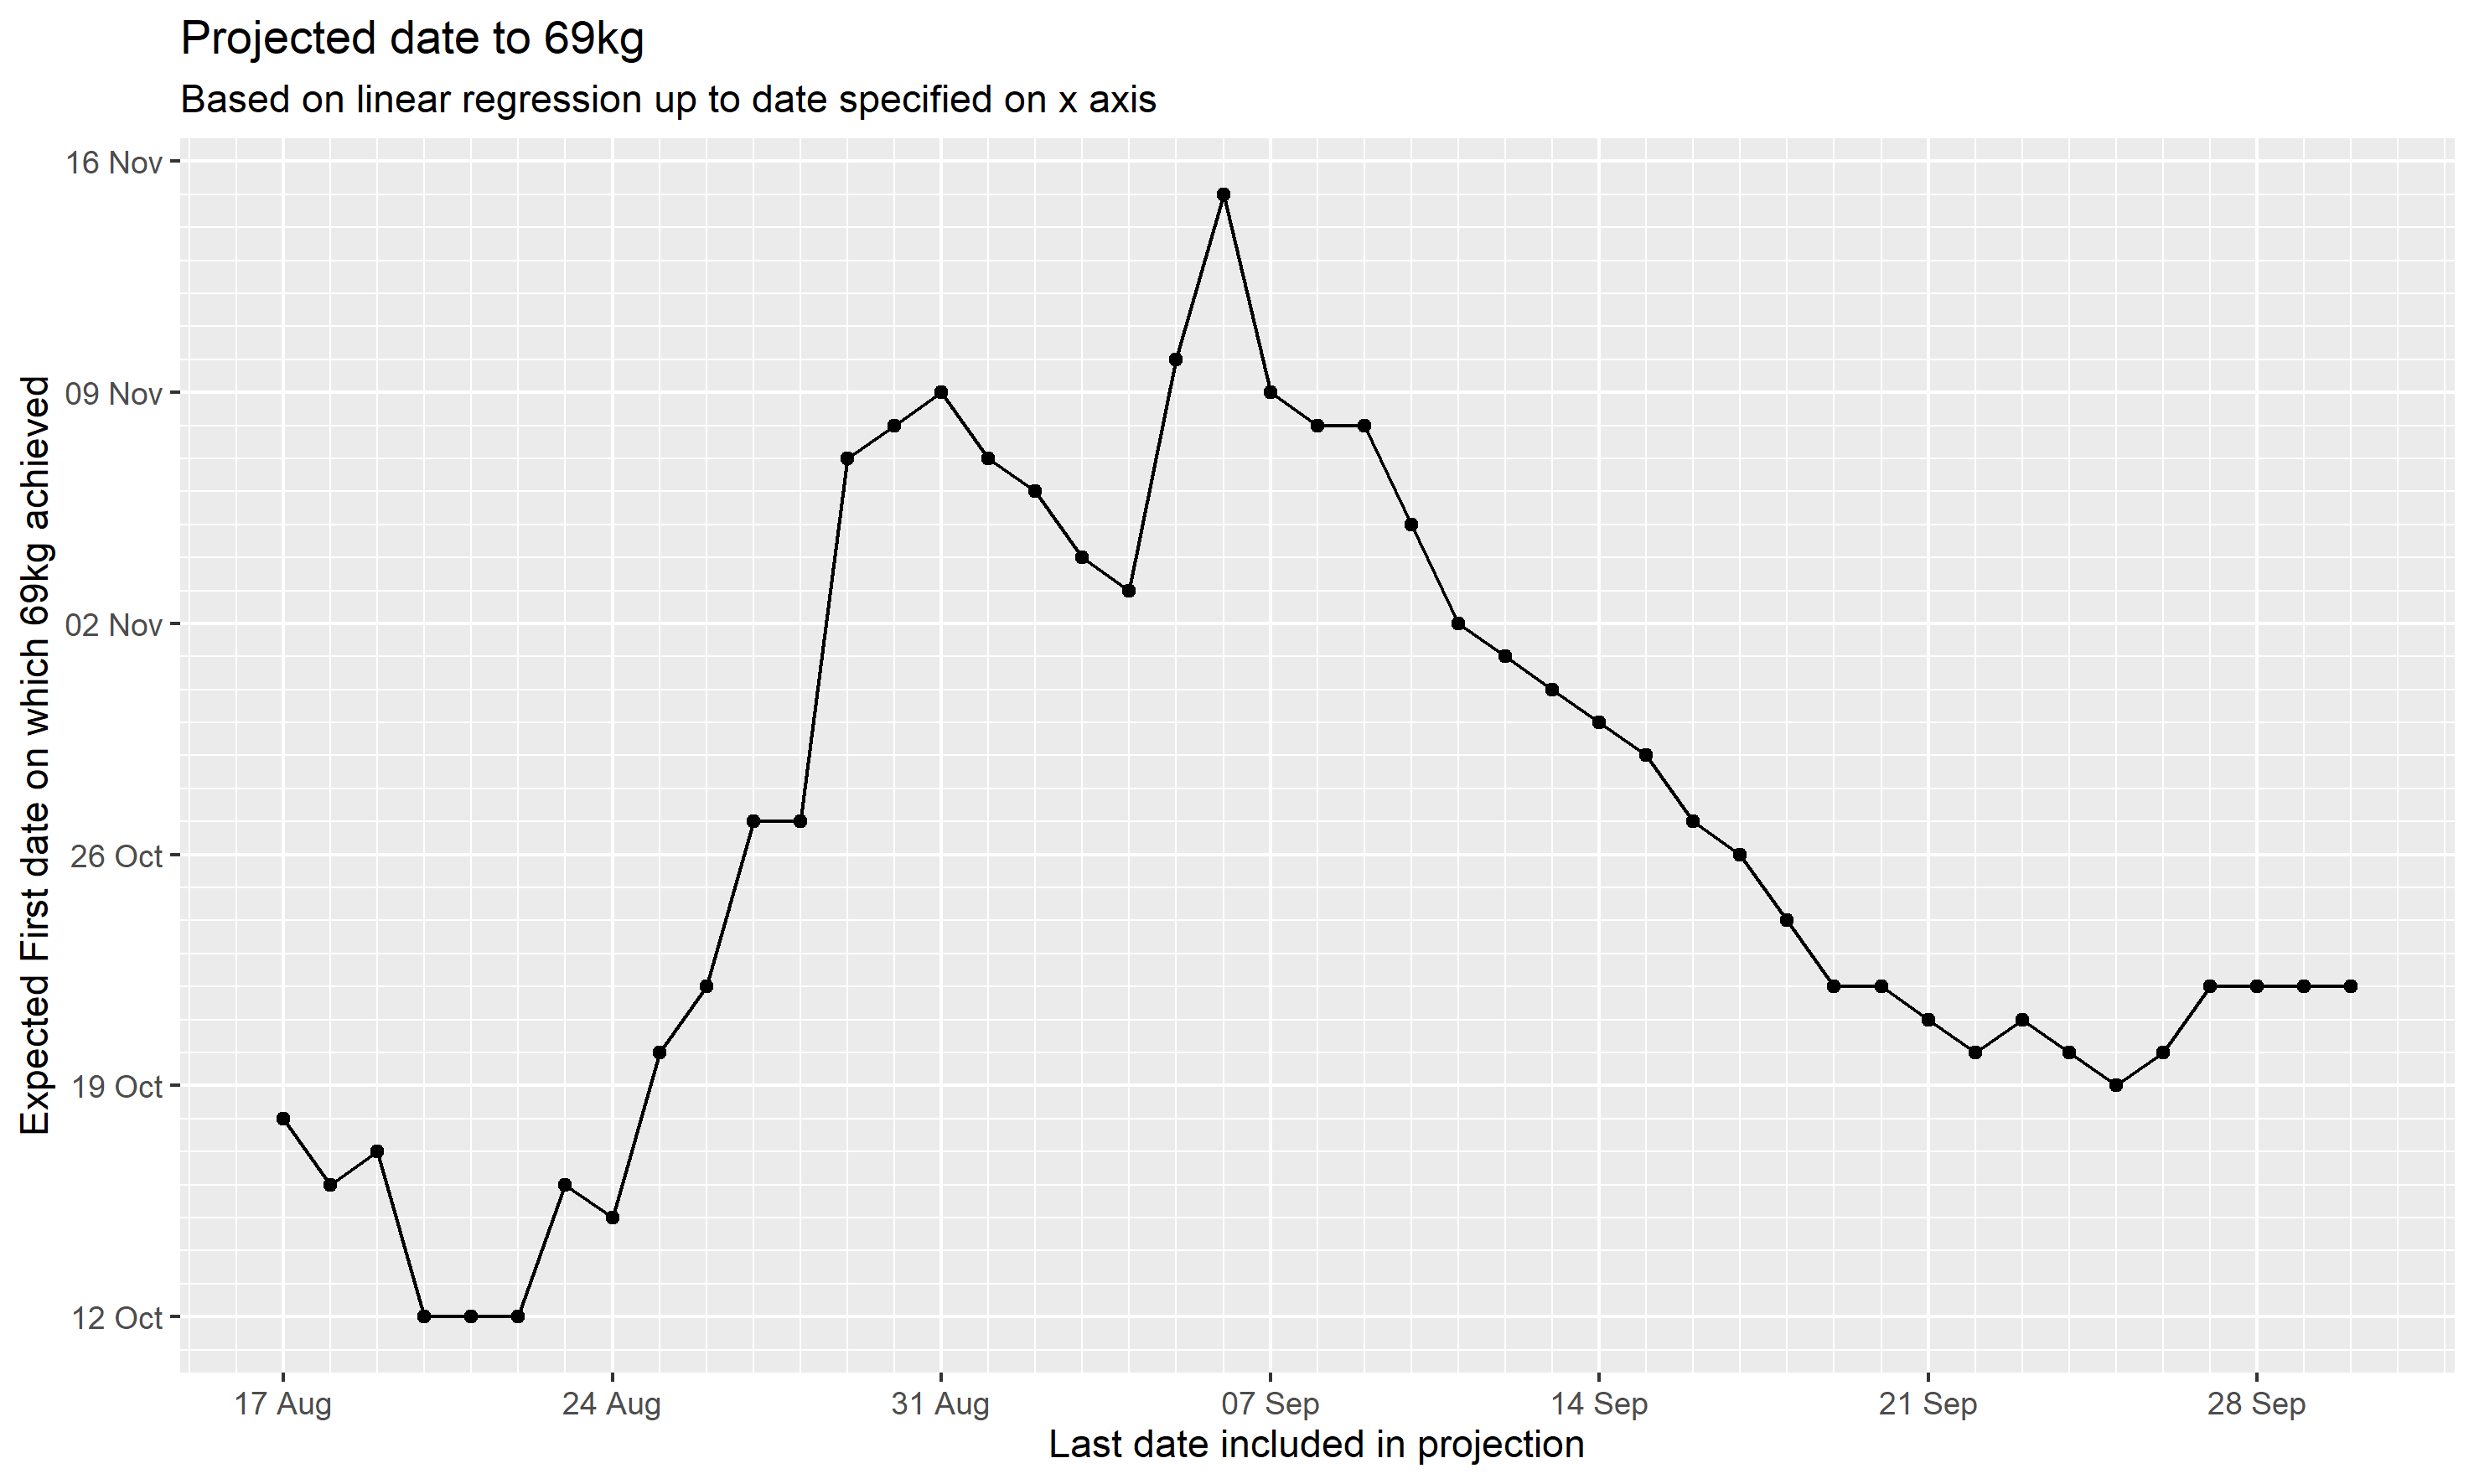 Projected date to 69kg
Based on linear regression up to date specified on x axis
Expected First date on which 69kg achieved
16 Nov
09 Nov
02 Nov
26 Oct
19 Oct
12 Oct
17 Aug
24 Aug
31 Aug
07 Sep
14 Sep
21 Sep
28 Sep
Last date included in projection